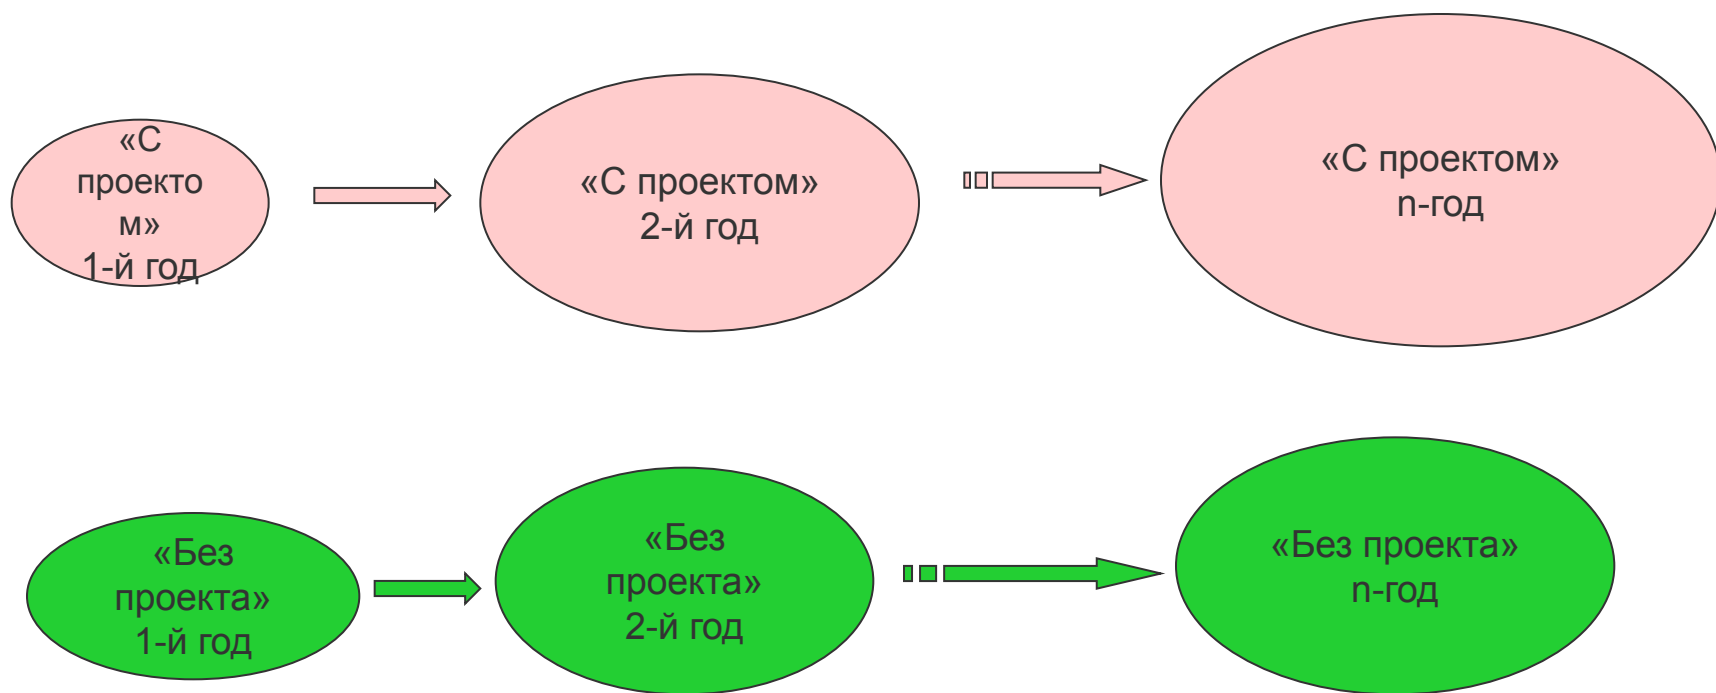 «С
проекто
м»
1-й год
«С проектом»
2-й год
«С проектом»
n-год
«Без
проекта»
1-й год
«Без
проекта»
2-й год
«Без проекта»
n-год